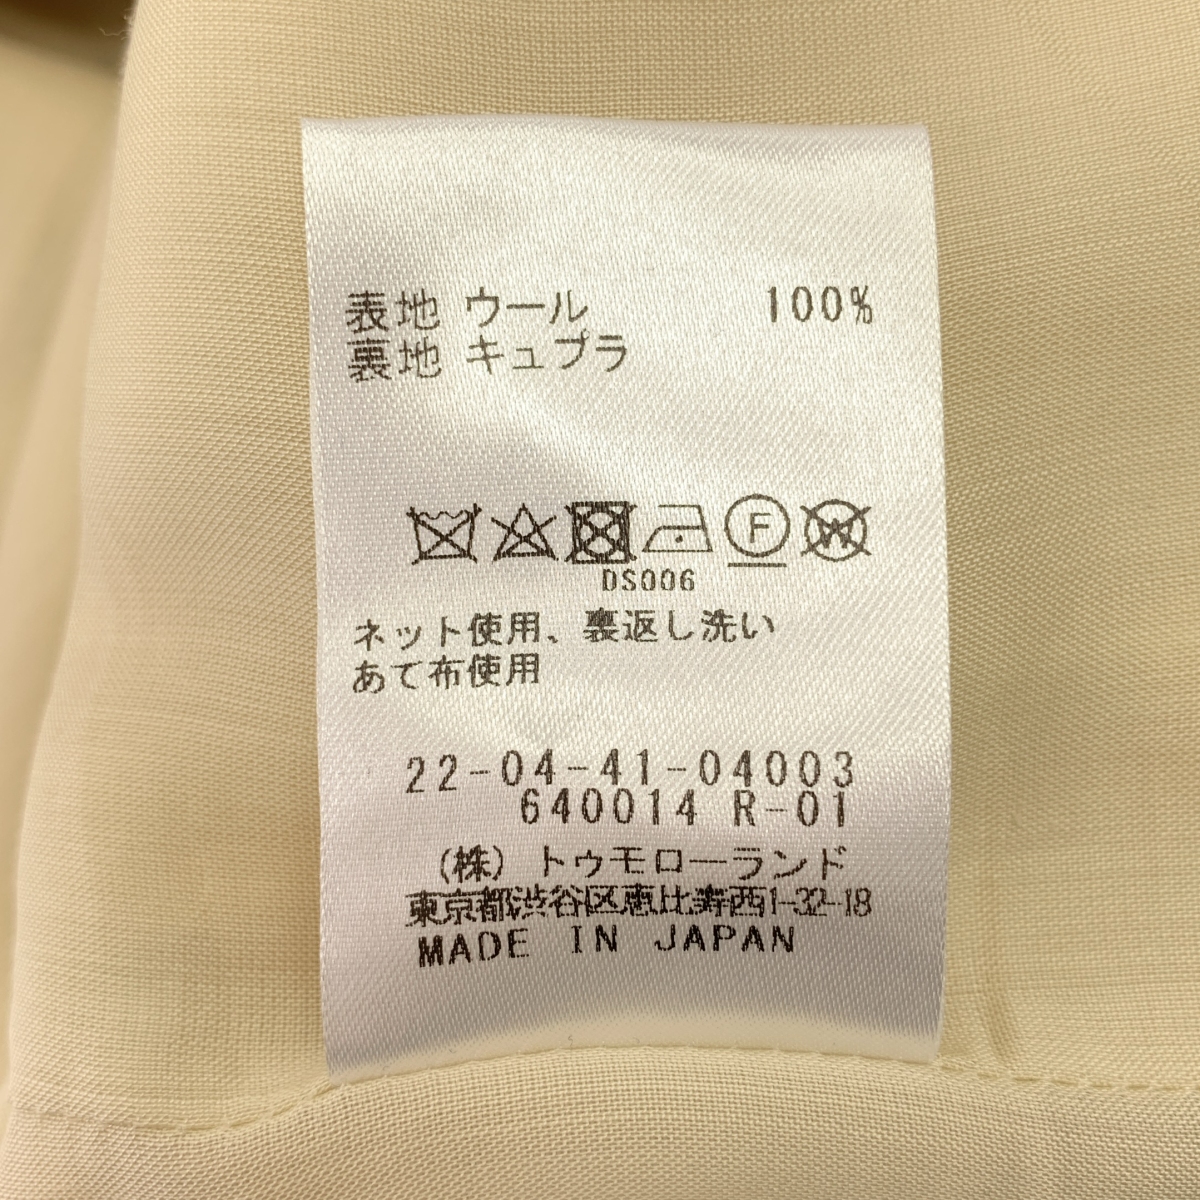 表地 ウール 100%
裏地 キュプラ
F W
DS006
ネット使用、裏返し洗い
あて布使用
22-04-41-04003
640014 R-01
(株) トゥモローランド
東京都渋谷区恵比寿西1-32-18
MADE IN JAPAN